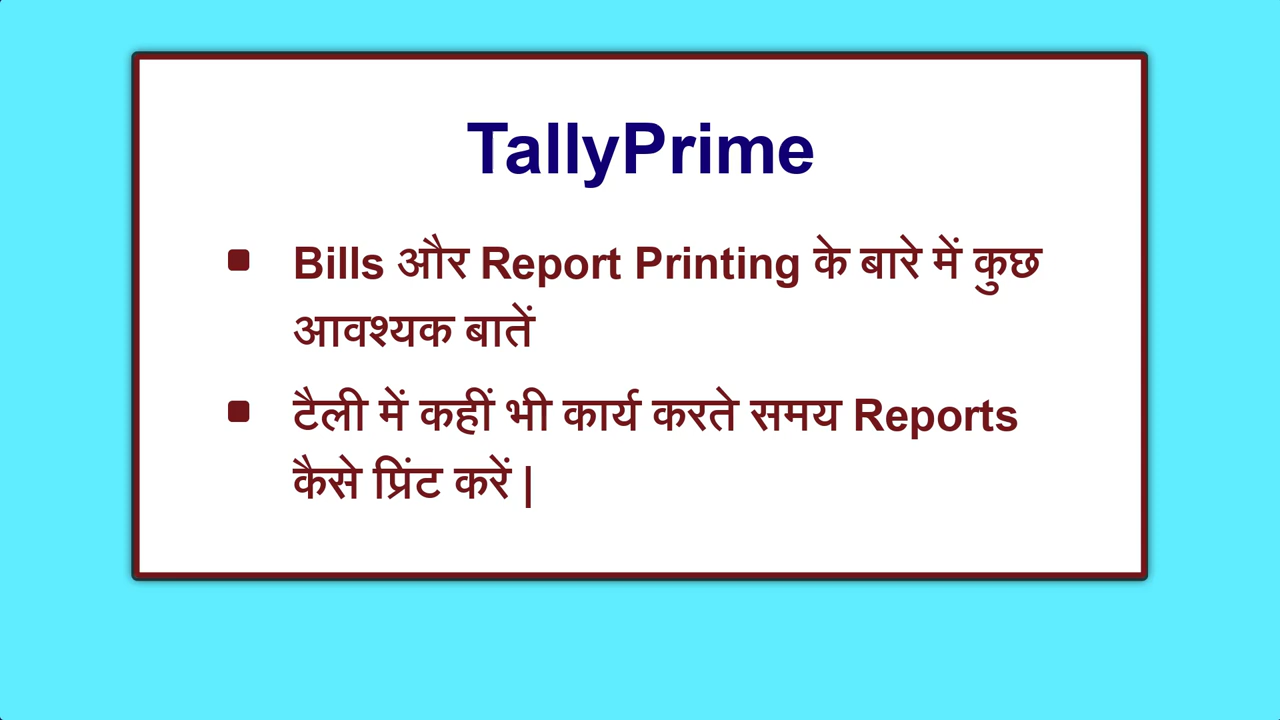 TallyPrime
Bills और Report Printing के बारे में कुछ
आवश्यक बातें
टैली में कहीं भी कार्य करते समय Reports
कैसे प्रिंट करें |